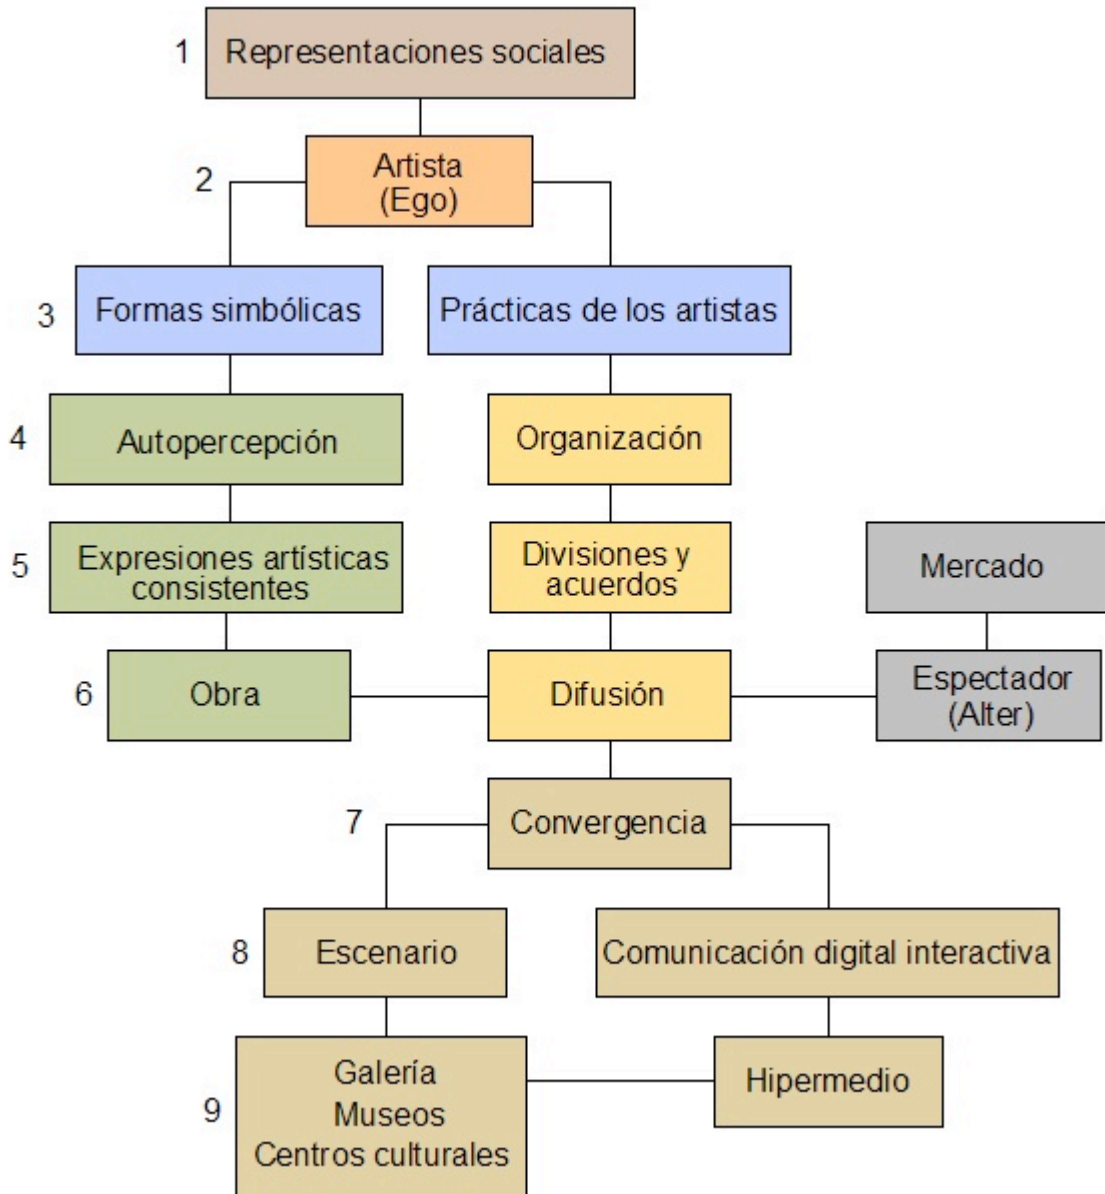 1
Representaciones sociales
2
Artista
(Ego)
3
Formas simbólicas
Prácticas de los artistas
4
Autopercepción
Organización
5
Expresiones artísticas
consistentes
Divisiones y
acuerdos
Mercado
6
Obra
Difusión
Espectador
(Alter)
7
Convergencia
8
Escenario
Comunicación digital interactiva
9
Galería
Museos
Centros culturales
Hipermedio